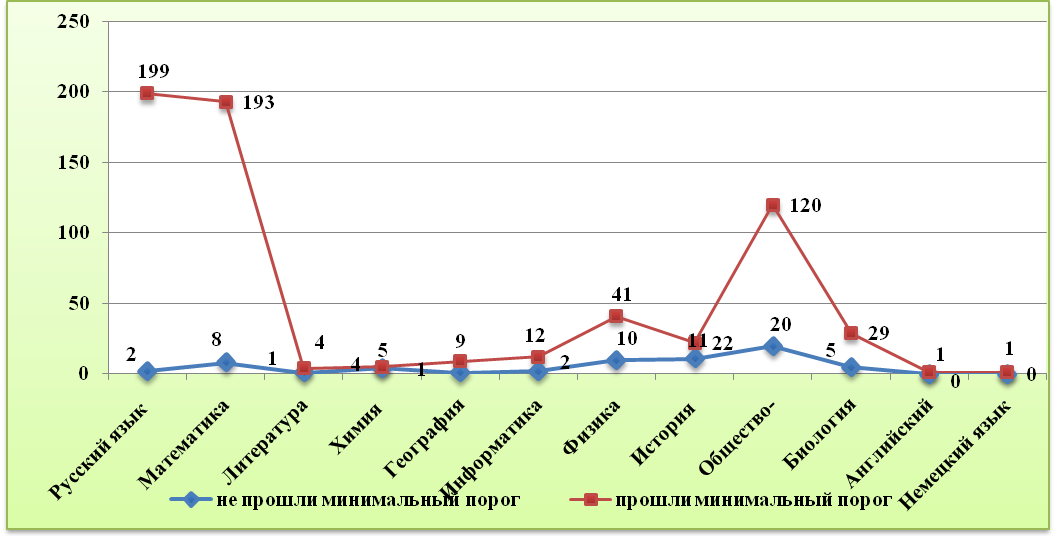 250
200
150
100
50
0
199
193
4
5
9
12
41
22
120
29
1
1
2
8
1
4
1
2
10
11
20
5
0
0
Русский язык
Математика
Литература
Химия
География
Информатика
Физика
История
Общество-
Биология
Английский
Немецкий язык
не прошли минимальный порог
прошли минимальный порог